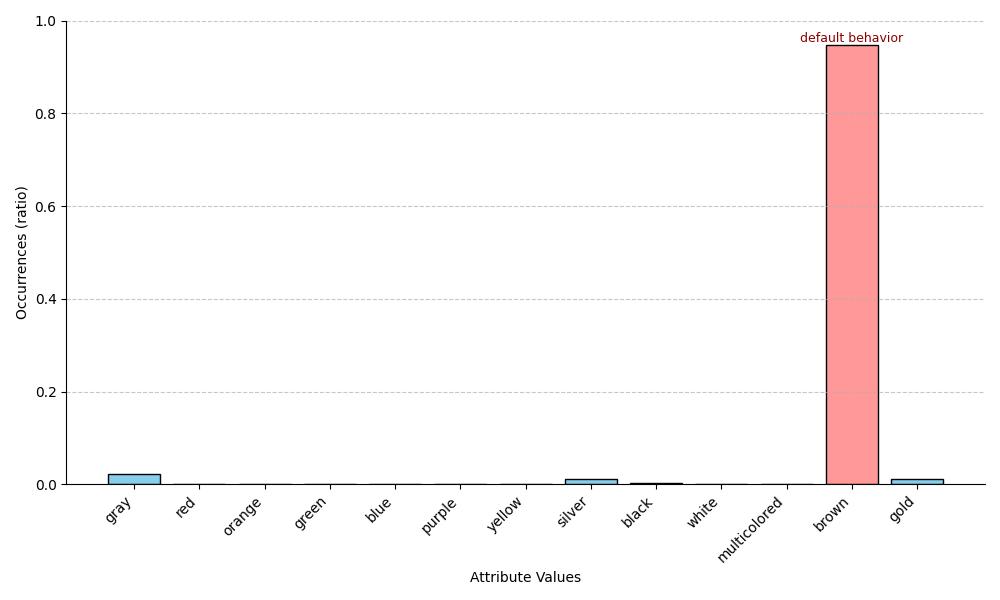 default behavior
1.0
0.8
0.6
0.4
0.2
0.0
Occurrences (ratio)
gray
red
orange
green
blue
purple
yellow
silver
black
white
multicolored
brown
gold
Attribute Values